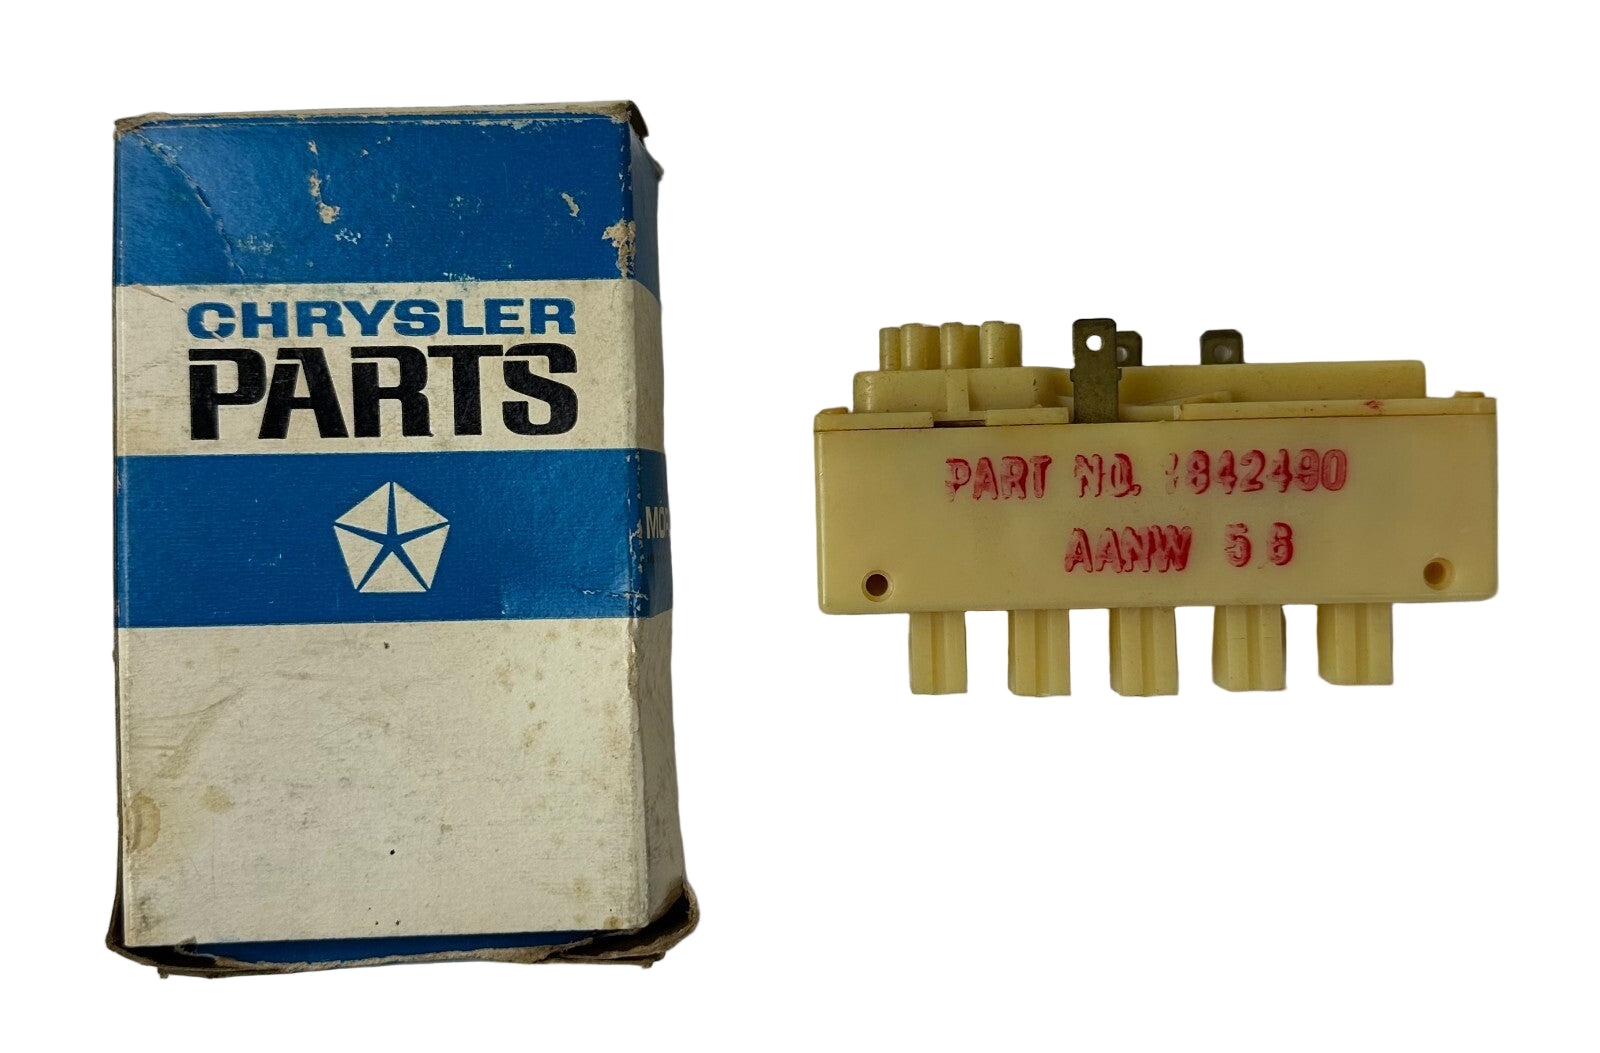 CHRYSLER
PARTS
PART NO. 1842490
AANW 5 6